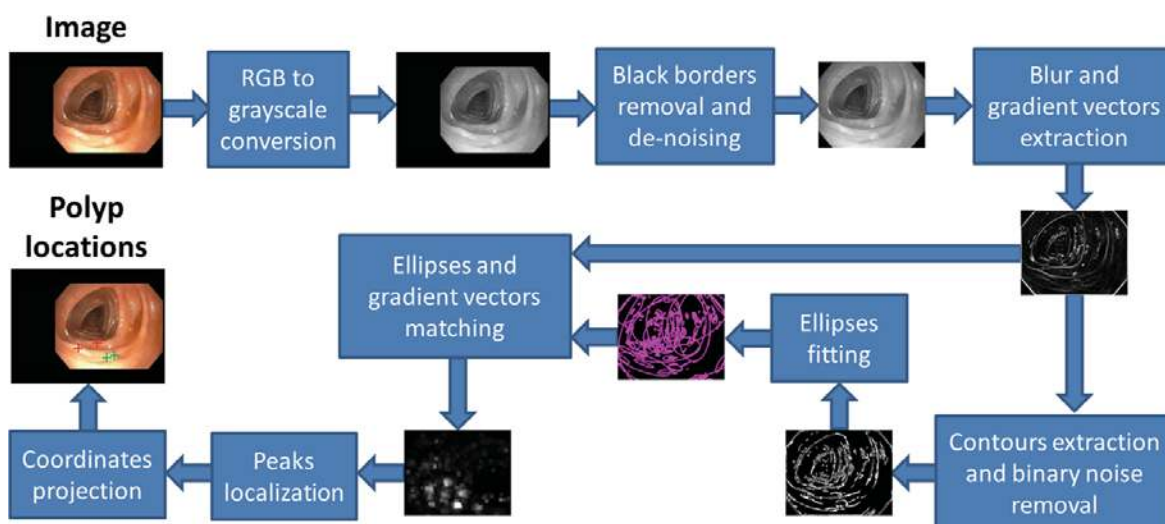 Image
RGB to
grayscale
conversion
Black borders
removal and
de-noising
Blur and
gradient vectors
extraction
Polyp
locations
Ellipses and
gradient vectors
matching
Ellipses
fitting
Coordinates
projection
Peaks
localization
Contours extraction
and binary noise
removal